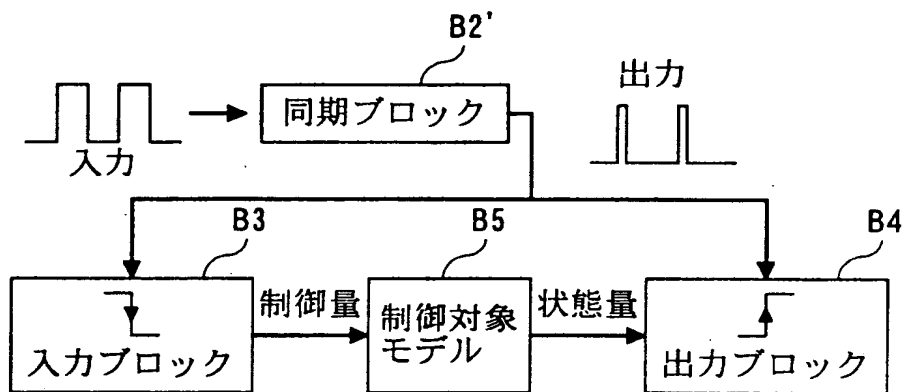 B2'
同期ブロック
入力
出力
B3
B5
B4
入力ブロック
制御量
制御対象
モデル
状態量
出力ブロック